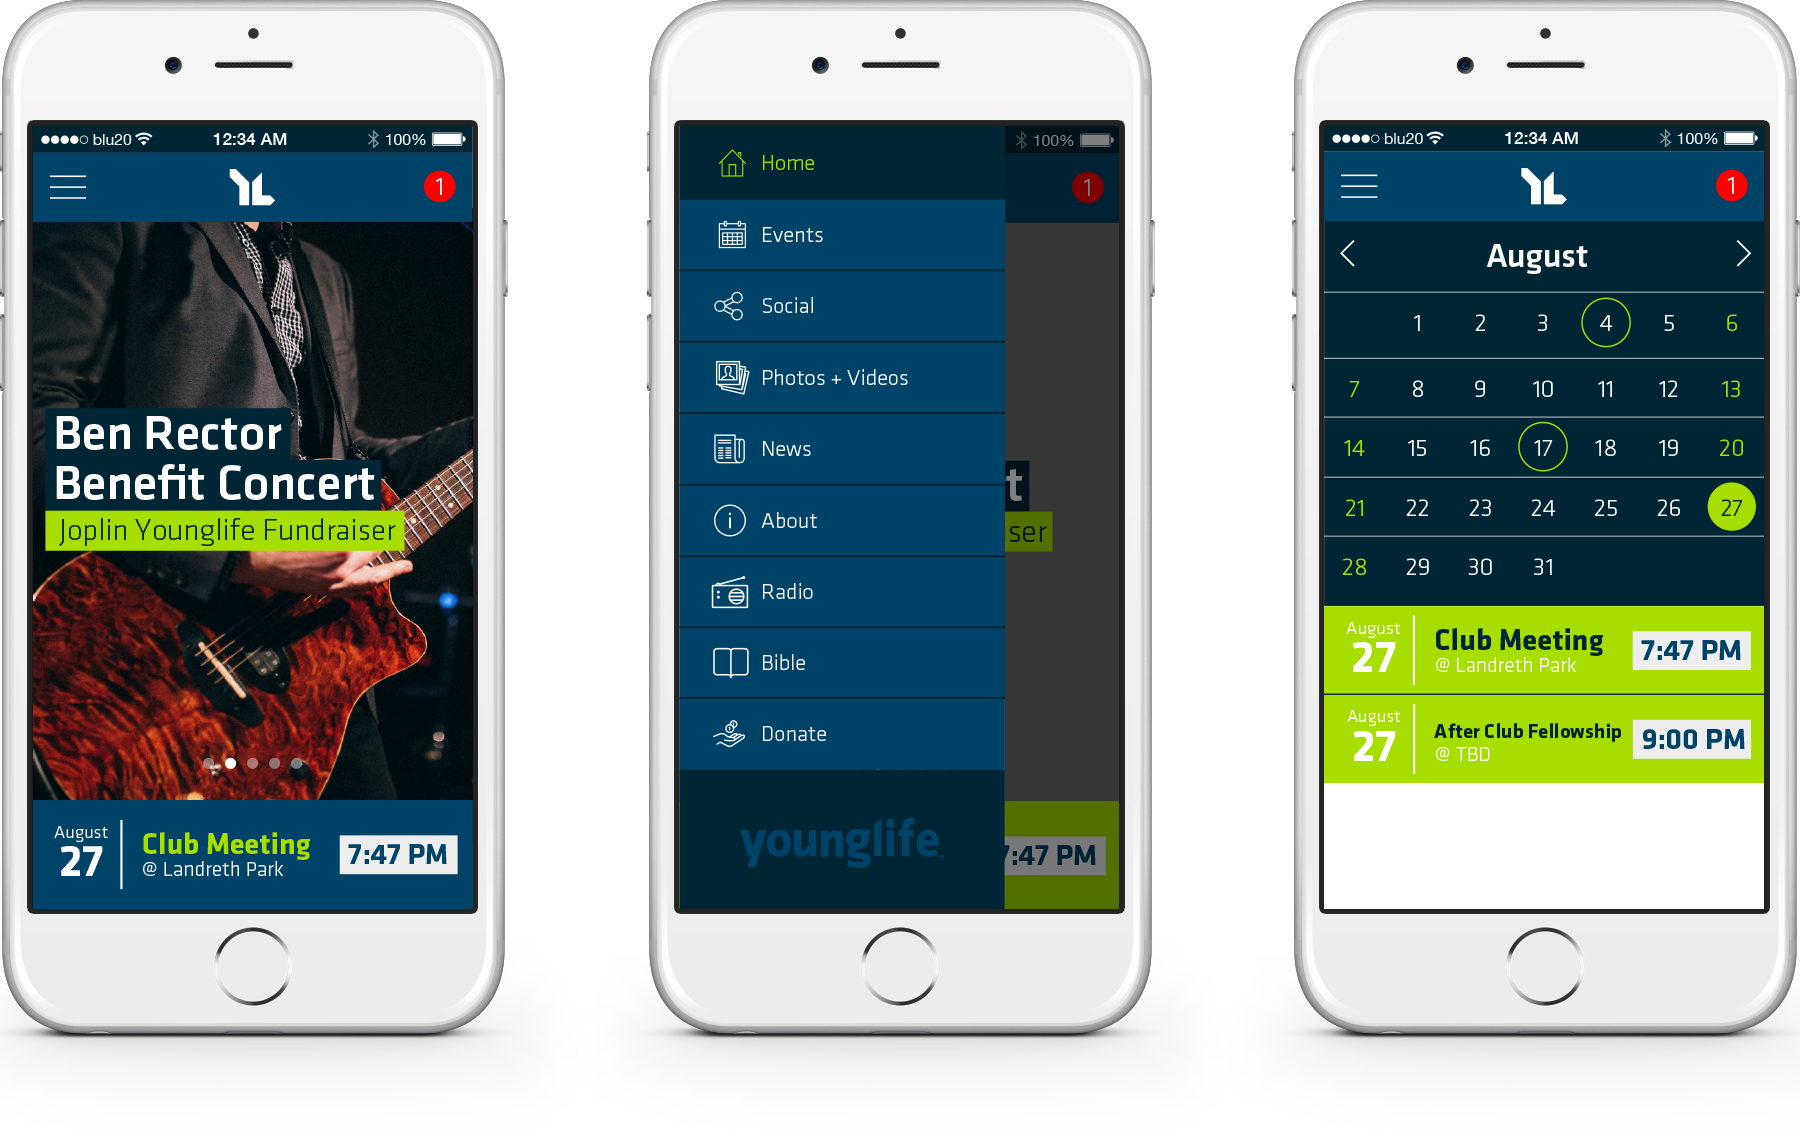 blu20 12:34 AM 100%
YL 1
Ben Rector
Benefit Concert
Joplin Younglife Fundraiser
August
27
Club Meeting
@ Landreth Park
7:47 PM
100%
1
Home
Events
Social
Photos + Videos
News
About
Radio
Bible
Donate
t
ser
younglife
7:47 PM
blu20 12:34 AM 100%
YL 1
August
1 2 3 4 5 6
7 8 9 10 11 12 13
14 15 16 17 18 19 20
21 22 23 24 25 26 27
28 29 30 31
August
27
Club Meeting
@ Landreth Park
7:47 PM
August
27
After Club Fellowship
@ TBD
9:00 PM